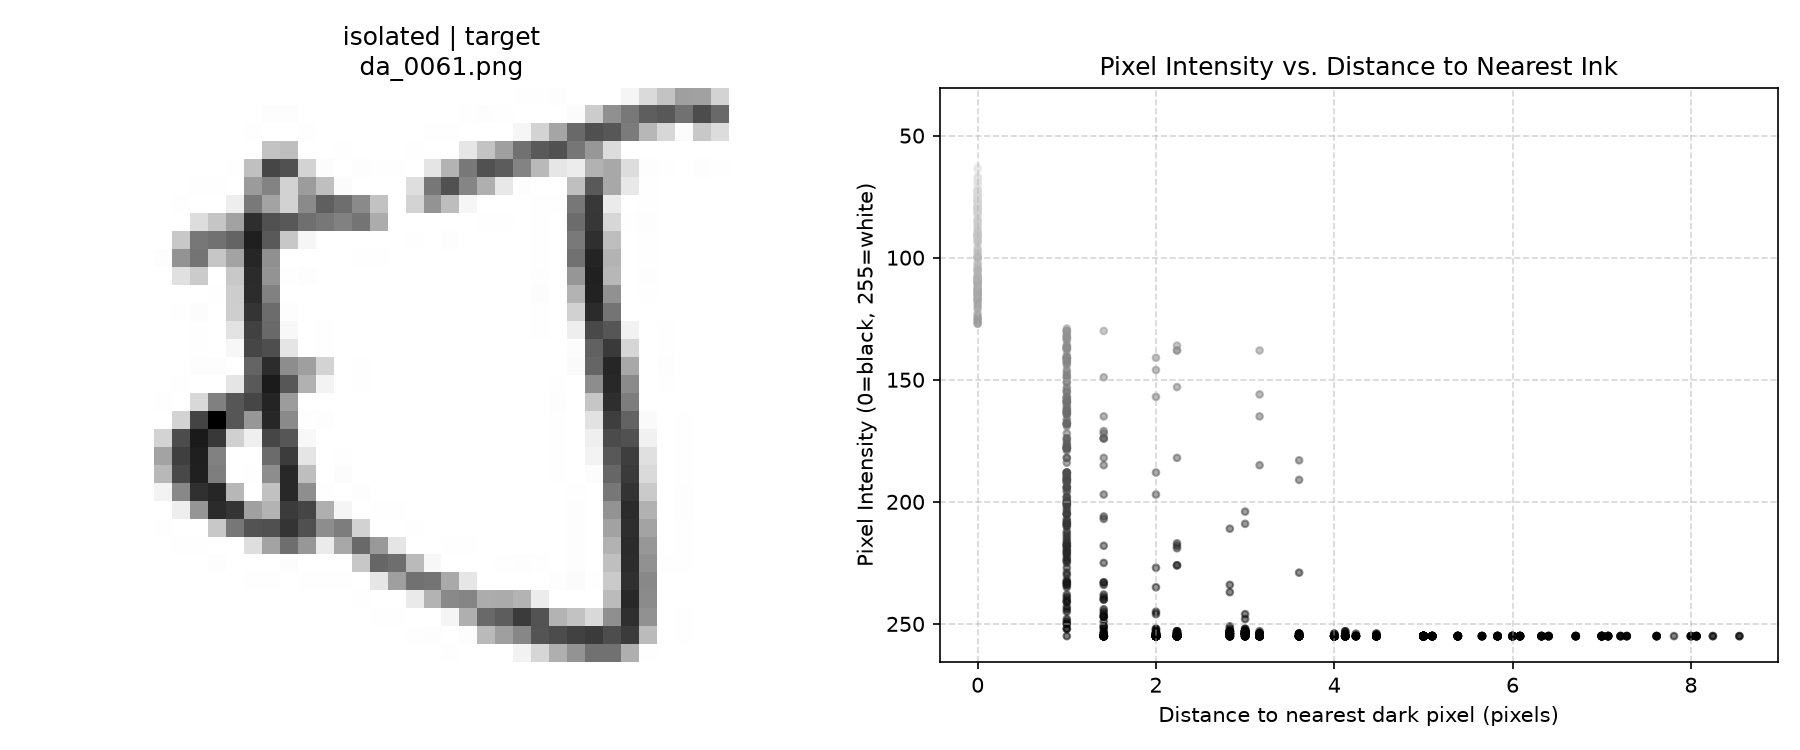 isolated | target
da_0061.png
Pixel Intensity vs. Distance to Nearest Ink
Pixel Intensity (0=black, 255=white)
50
100
150
200
250
0 2 4 6 8
Distance to nearest dark pixel (pixels)